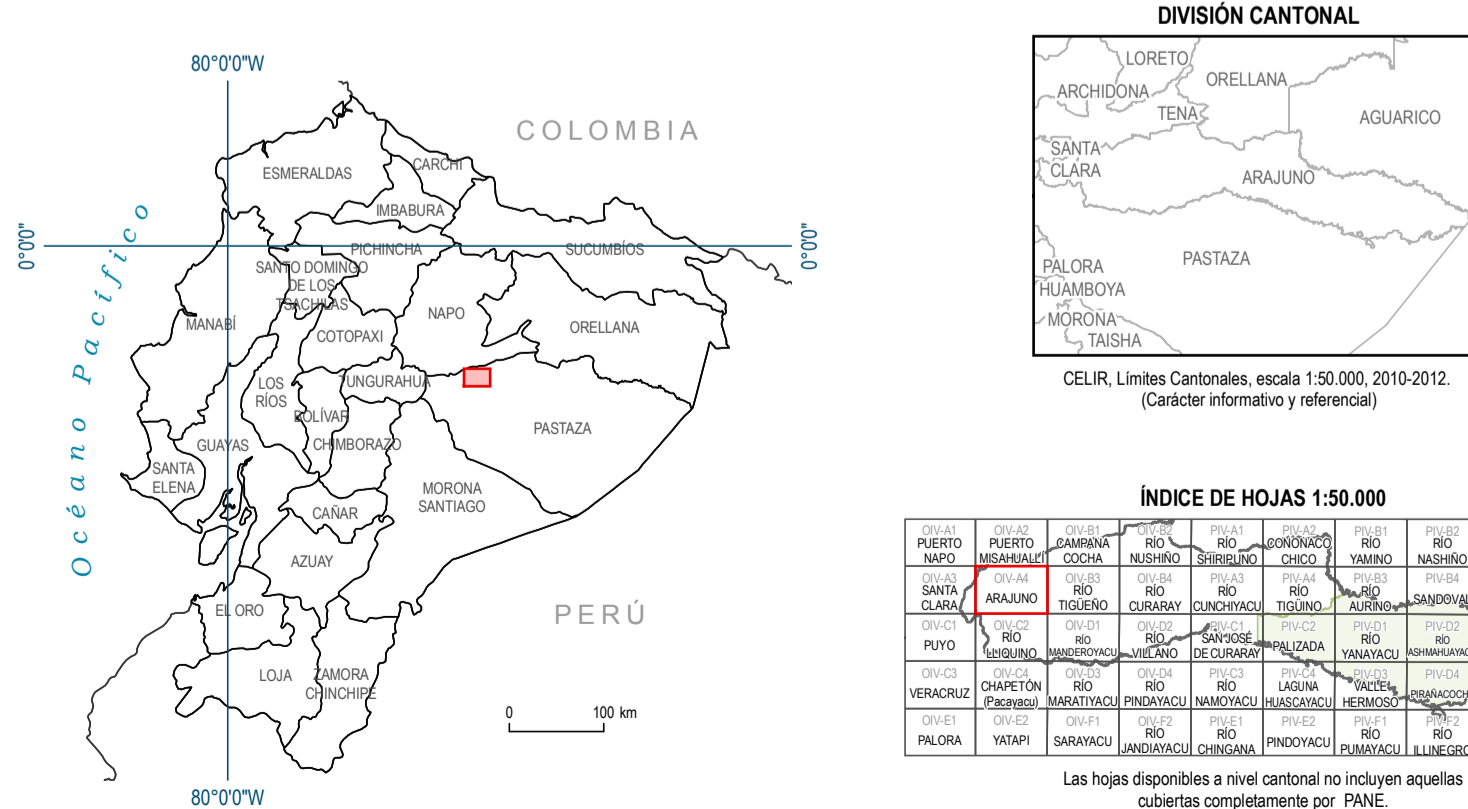 80°0'0"W
COLOMBIA
ESMERALDAS
CARCHI
IMBABURA
0°0'0"
0°0'0"
PICHINCHA
SUCUMBÍOS
SANTO DOMINGO
DE LOS
TSACHILAS
NAPO
MANABÍ
ORELLANA
COTOPAXI
Océano Pacífico
LOS
RÍOS
TUNGURAHUA
BOLÍVAR
PASTAZA
GUAYAS
CHIMBORAZO
SANTA
ELENA
MORONA
SANTIAGO
CAÑAR
AZUAY
EL ORO
PERÚ
LOJA
ZAMORA
CHINCHIPE
0 100 km
80°0'0"W
DIVISIÓN CANTONAL
LORETO
ORELLANA
ARCHIDONA
TENA
AGUARICO
SANTA
CLARA
ARAJUNO
PASTAZA
PALORA
HUAMBOYA
MORONA
TAISHA
CELIR, Límites Cantonales, escala 1:50.000, 2010-2012.
(Carácter informativo y referencial)
ÍNDICE DE HOJAS 1:50.000
OIV-A1 OIV-A2 OIV-B1 OIV-B2 PIV-A1 PIV-A2 PIV-B1 PIV-B2
PUERTO PUERTO CAMPANA RÍO RÍO CONONACO RÍO RÍO
NAPO MISAHUALLÍ COCHA NUSHIÑO SHIRIPUNO CHICO YAMINO NASHIÑO
OIV-A3 OIV-A4 OIV-B3 OIV-B4 PIV-A3 PIV-A4 PIV-B3 PIV-B4
SANTA ARAJUNO RÍO RÍO RÍO RÍO RÍO SANDOVAL
CLARA TIGÜEÑO CURARAY CUNCHIYACU TIGÜINO AURINO
OIV-C1 OIV-C2 OIV-D1 OIV-D2 PIV-C1 PIV-C2 PIV-D1 PIV-D2
PUYO RÍO RÍO RÍO SAN JOSÉ PALIZADA RÍO RÍO
LLIQUINO MANDEROYACU VILLANO DE CURARAY YANAYACU ASHMAHUAYAC
OIV-C3 OIV-C4 OIV-D3 OIV-D4 PIV-C3 PIV-C4 PIV-D3 PIV-D4
VERACRUZ CHAPETÓN RÍO RÍO RÍO LAGUNA VALLE PIRAÑACOCH
(Pacayacu) MARATIYACU PINDAYACU NAMOYACU HUASCAYACU HERMOSO
OIV-E1 OIV-E2 OIV-F1 OIV-F2 PIV-E1 PIV-E2 PIV-F1 PIV-F2
PALORA YATAPI SARAYACU RÍO RÍO PINDOYACU RÍO RÍO
JANDIAYACU CHINGANA PUMAYACU ILLINEGRO
Las hojas disponibles a nivel cantonal no incluyen aquellas
cubiertas completamente por PANE.